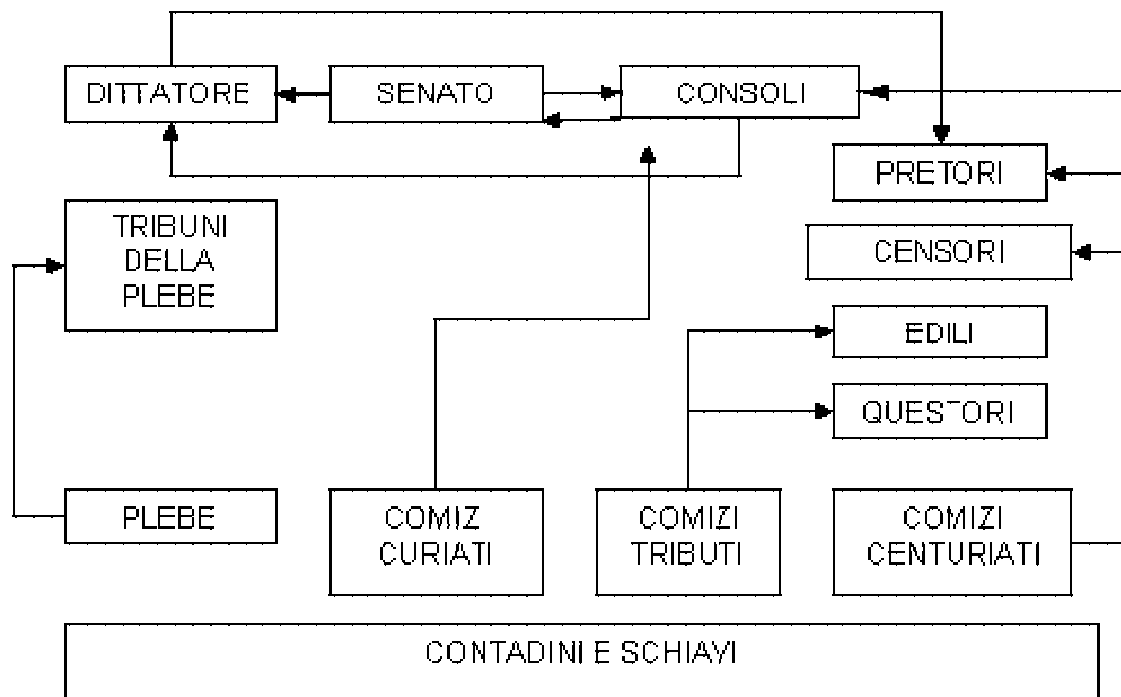 DITTATORE
SENATO
CONSOLI
PRETORI
TRIBUNI
DELLA
PLEBE
CENSORI
EDILI
QUESTORI
PLEBE
COMIZ
CURIATI
COMIZI
TRIBUTI
COMIZI
CENTURIATI
CONTADINI E SCHIAVI